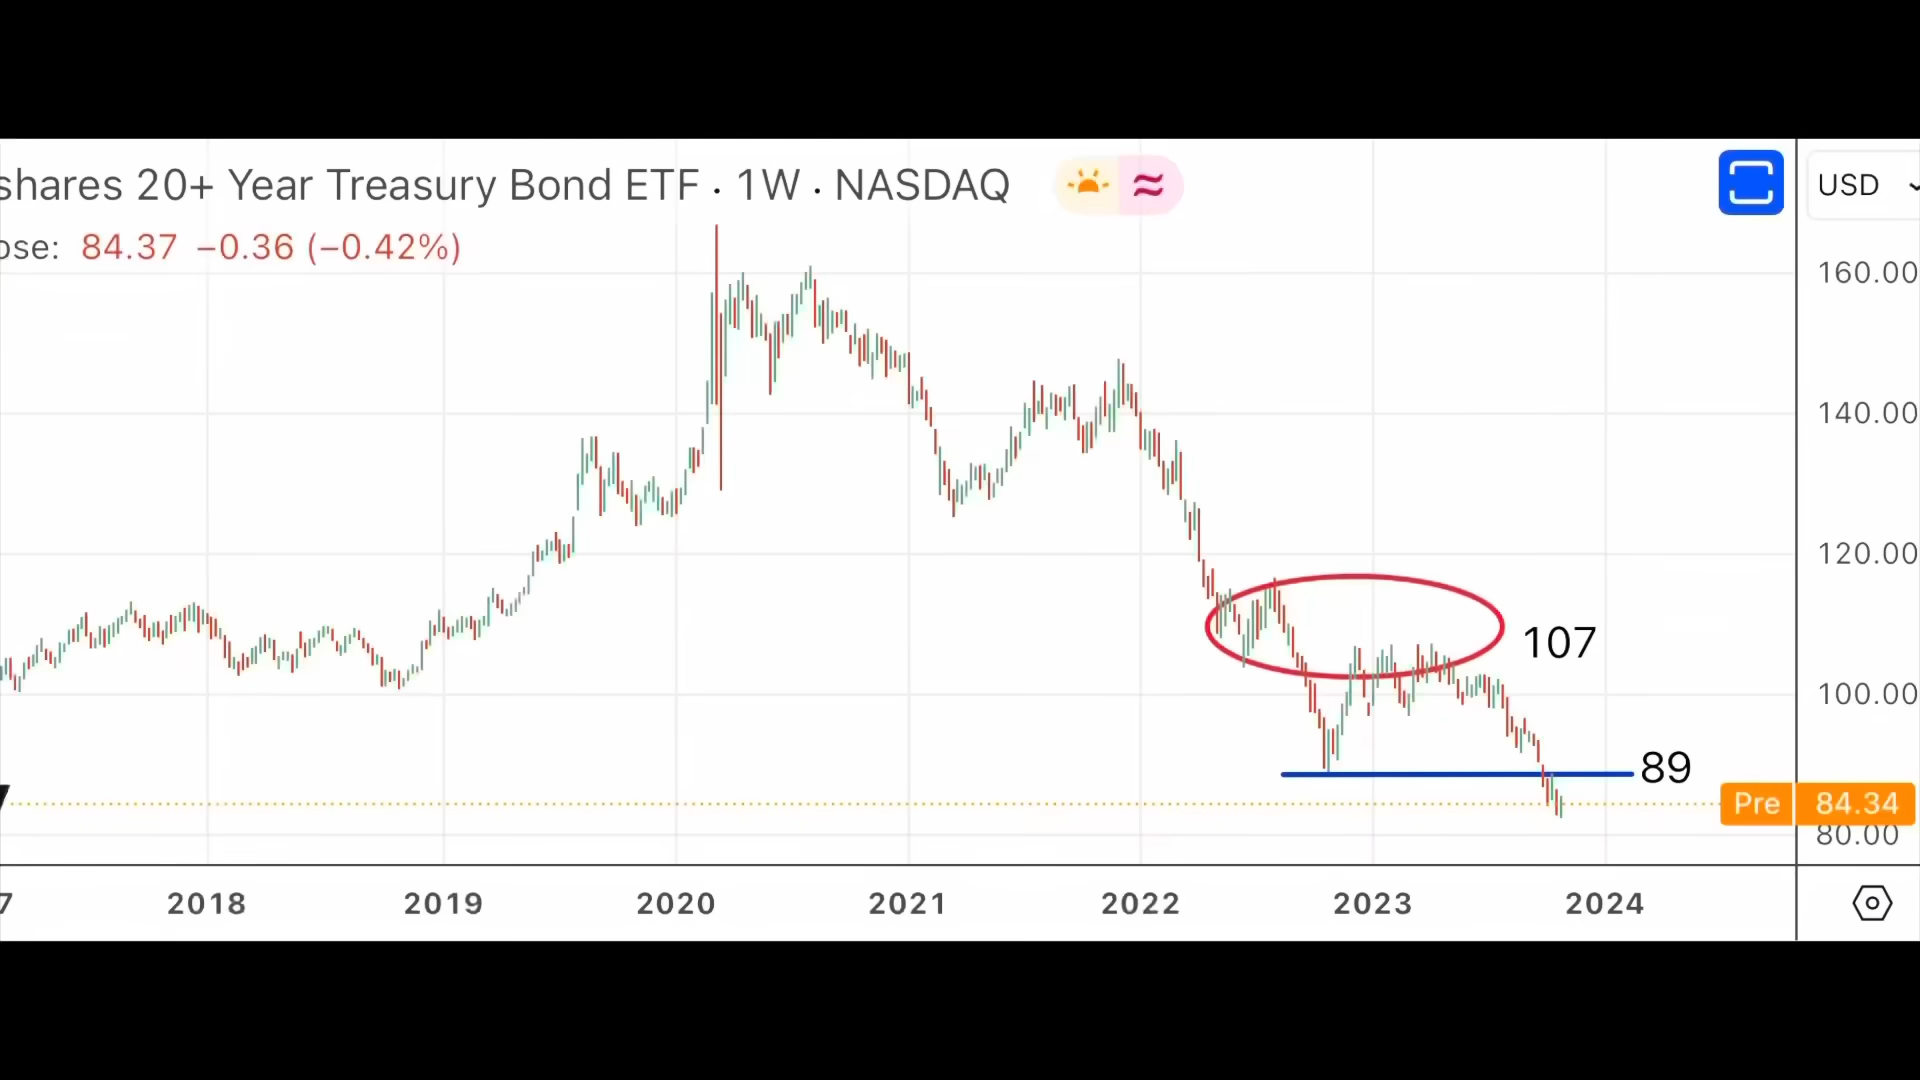 shares 20+ Year Treasury Bond ETF · 1W · NASDAQ
ose: 84.37 −0.36 (−0.42%)
USD
160.00
140.00
120.00
107
100.00
89
Pre 84.34
80.00
7 2018 2019 2020 2021 2022 2023 2024